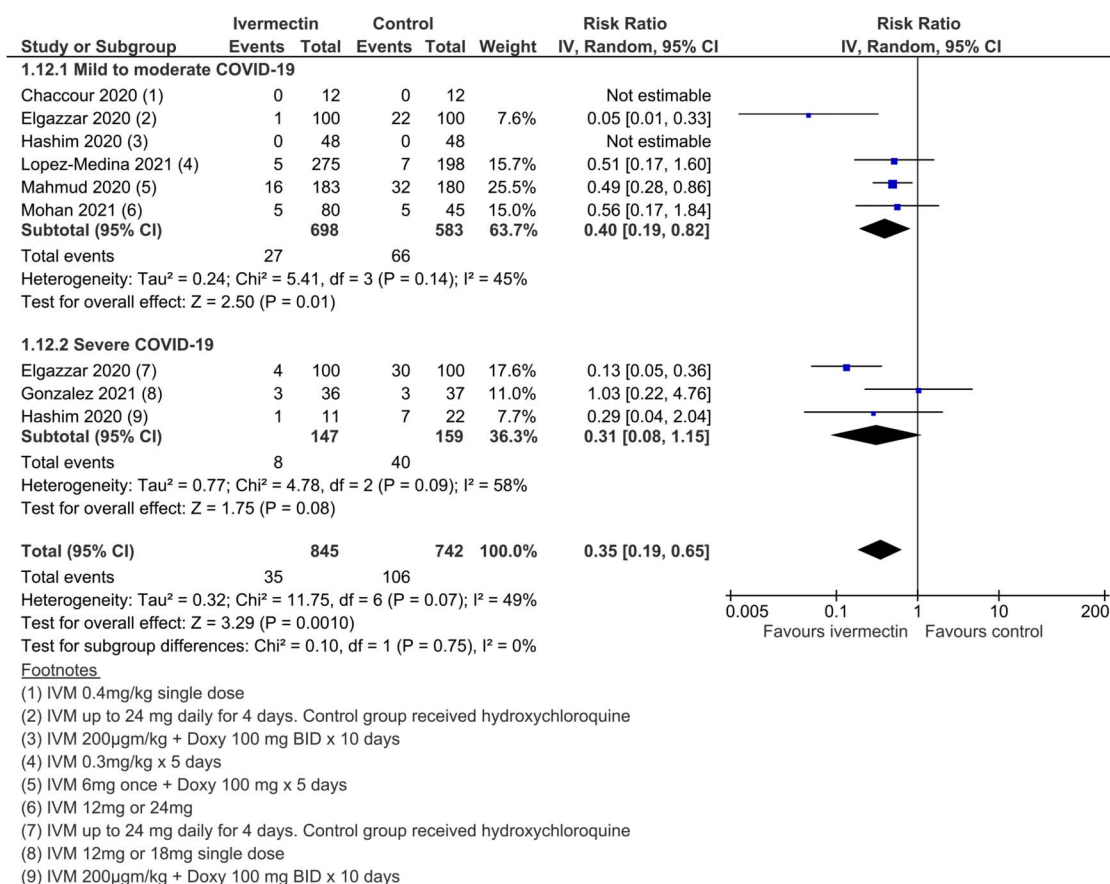 Ivermectin Control Risk Ratio Risk Ratio
Study or Subgroup Events Total Events Total Weight IV, Random, 95% CI IV, Random, 95% CI
1.12.1 Mild to moderate COVID-19
Chaccour 2020 (1) 0 12 0 12 Not estimable
Elgazzar 2020 (2) 1 100 22 100 7.6% 0.05 [0.01, 0.33]
Hashim 2020 (3) 0 48 0 48 Not estimable
Lopez-Medina 2021 (4) 5 275 7 198 15.7% 0.51 [0.17, 1.60]
Mahmud 2020 (5) 16 183 32 180 25.5% 0.49 [0.28, 0.86]
Mohan 2021 (6) 5 80 5 45 15.0% 0.56 [0.17, 1.84]
Subtotal (95% CI) 698 583 63.7% 0.40 [0.19, 0.82]
Total events 27 66
Heterogeneity: Tau² = 0.24; Chi² = 5.41, df = 3 (P = 0.14); I² = 45%
Test for overall effect: Z = 2.50 (P = 0.01)
1.12.2 Severe COVID-19
Elgazzar 2020 (7) 4 100 30 100 17.6% 0.13 [0.05, 0.36]
Gonzalez 2021 (8) 3 36 3 37 11.0% 1.03 [0.22, 4.76]
Hashim 2020 (9) 1 11 7 22 7.7% 0.29 [0.04, 2.04]
Subtotal (95% CI) 147 159 36.3% 0.31 [0.08, 1.15]
Total events 8 40
Heterogeneity: Tau² = 0.77; Chi² = 4.78, df = 2 (P = 0.09); I² = 58%
Test for overall effect: Z = 1.75 (P = 0.08)
Total (95% CI) 845 742 100.0% 0.35 [0.19, 0.65]
Total events 35 106
Heterogeneity: Tau² = 0.32; Chi² = 11.75, df = 6 (P = 0.07); I² = 49%
Test for overall effect: Z = 3.29 (P = 0.0010)
Test for subgroup differences: Chi² = 0.10, df = 1 (P = 0.75), I² = 0%
0.005 0.1 1 10 200
Favours ivermectin Favours control
Footnotes
(1) IVM 0.4mg/kg single dose
(2) IVM up to 24 mg daily for 4 days. Control group received hydroxychloroquine
(3) IVM 200µgm/kg + Doxy 100 mg BID x 10 days
(4) IVM 0.3mg/kg x 5 days
(5) IVM 6mg once + Doxy 100 mg x 5 days
(6) IVM 12mg or 24mg
(7) IVM up to 24 mg daily for 4 days. Control group received hydroxychloroquine
(8) IVM 12mg or 18mg single dose
(9) IVM 200µgm/kg + Doxy 100 mg BID x 10 days